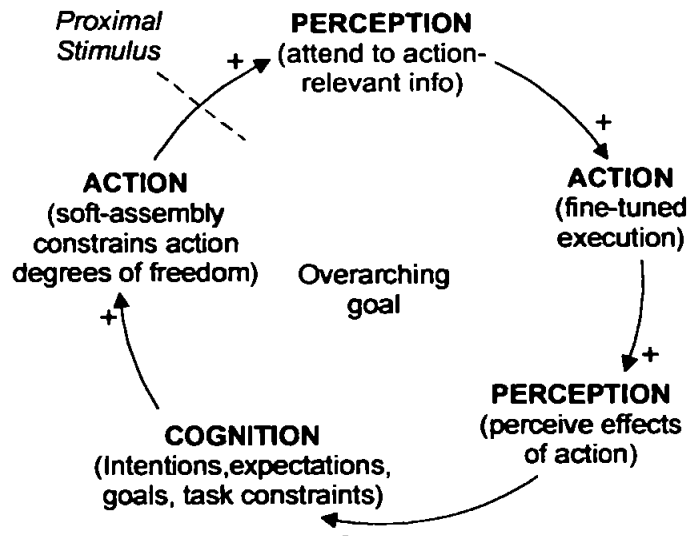 Proximal
Stimulus
PERCEPTION
(attend to action-
relevant info)
+
+
ACTION
(soft-assembly
constrains action
degrees of freedom)
ACTION
(fine-tuned
execution)
Overarching
goal
+
+
PERCEPTION
(perceive effects
of action)
COGNITION
(Intentions,expectations,
goals, task constraints)